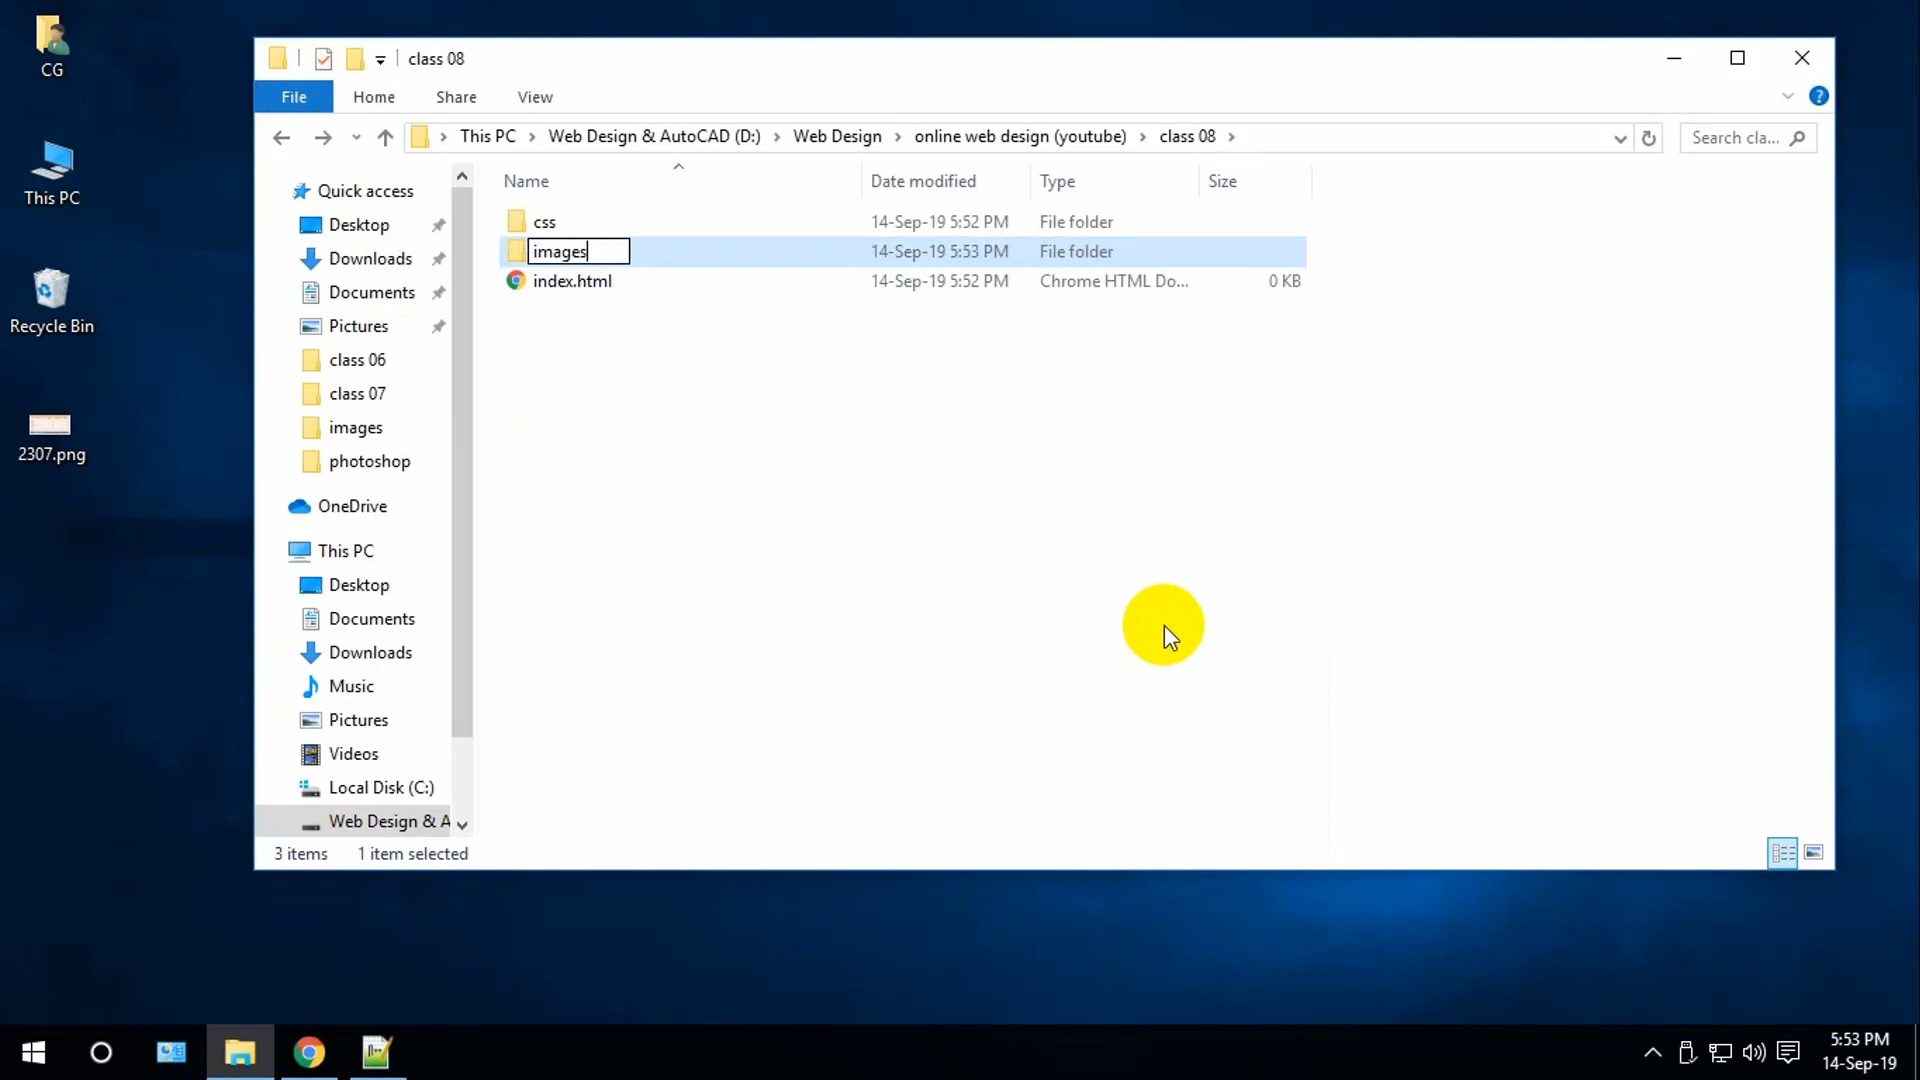 CG
This PC
Recycle Bin
2307.png
class 08
File Home Share View
This PC Web Design & AutoCAD (D:) Web Design online web design (youtube) class 08
Search cla...
Name Date modified Type Size
css 14-Sep-19 5:52 PM File folder
images 14-Sep-19 5:53 PM File folder
index.html 14-Sep-19 5:52 PM Chrome HTML Do... 0 KB
Quick access
Desktop
Downloads
Documents
Pictures
class 06
class 07
images
photoshop
OneDrive
This PC
Desktop
Documents
Downloads
Music
Pictures
Videos
Local Disk (C:)
Web Design & A
3 items 1 item selected
5:53 PM
14-Sep-19